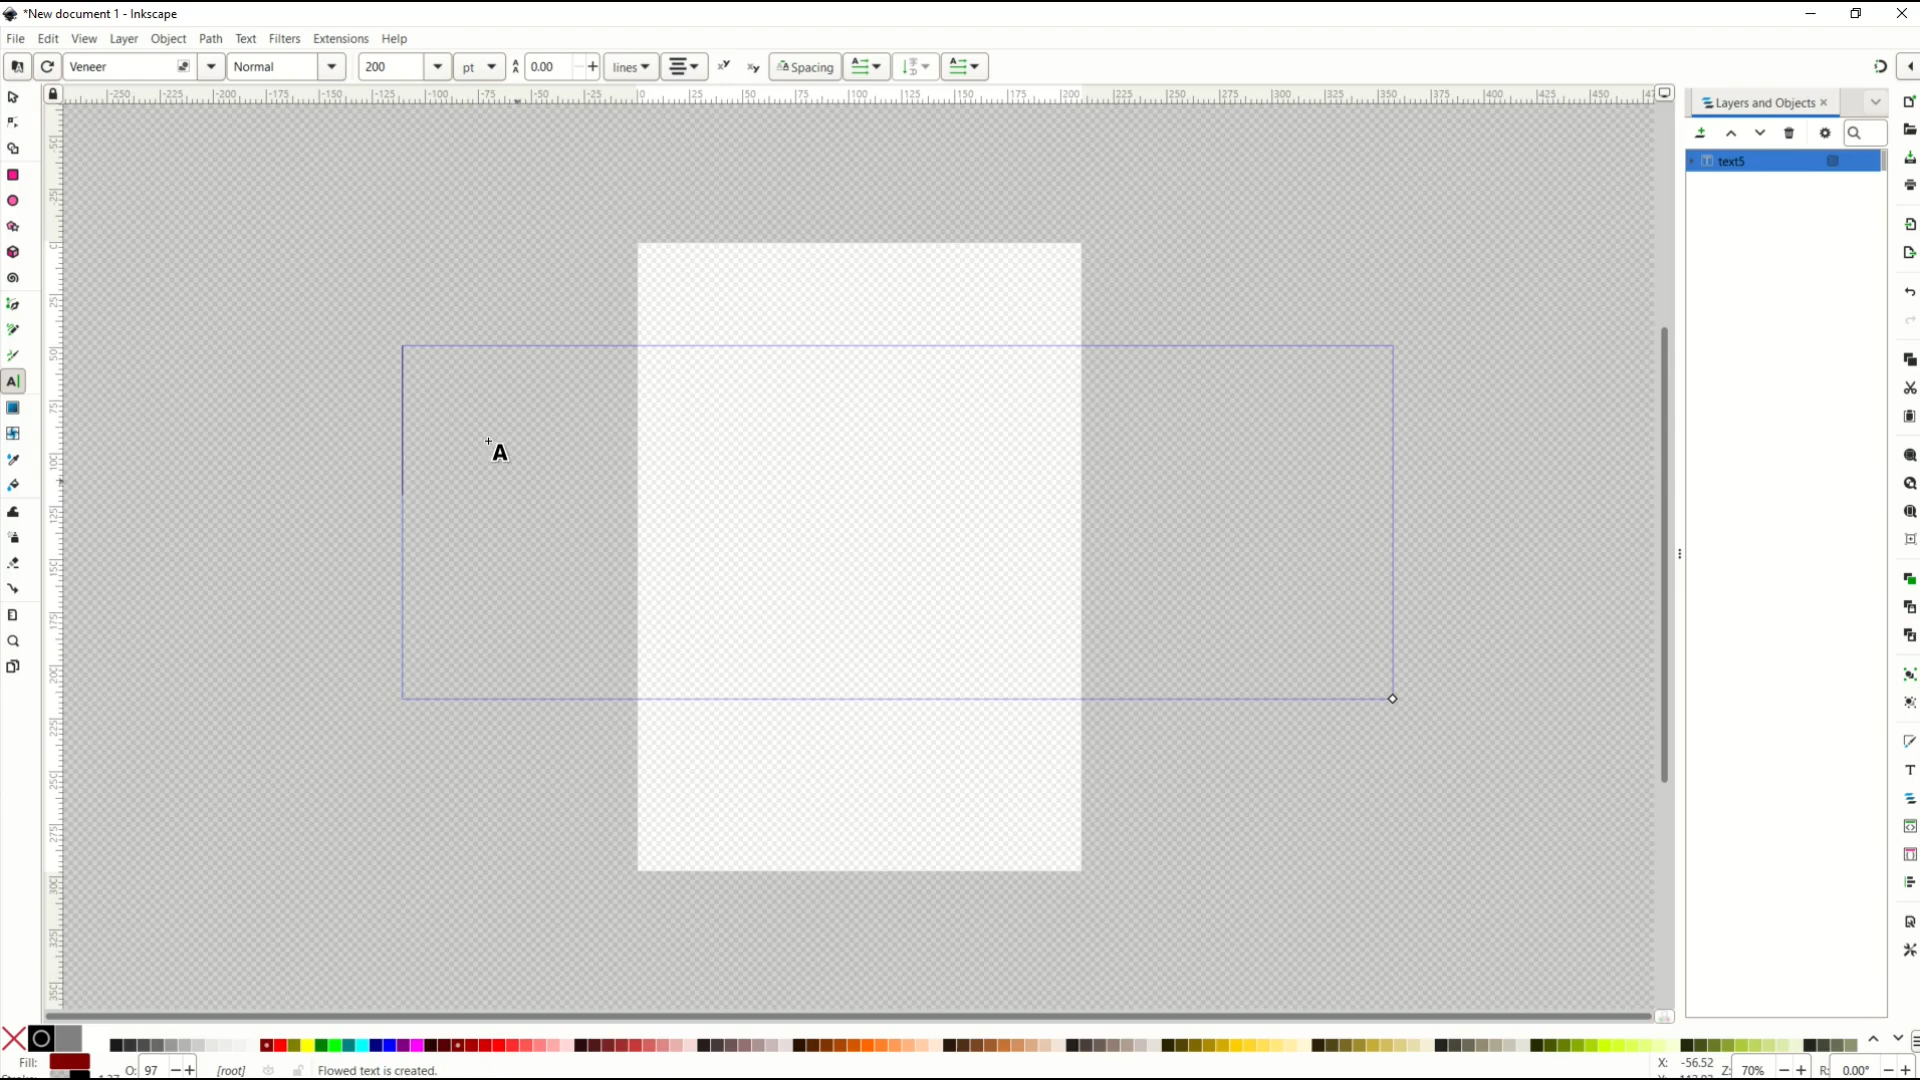 *New document 1 - Inkscape
File Edit View Layer Object Path Text Filters Extensions Help
Veneer Normal 200 pt 0.00 lines Spacing
Layers and Objects
text5
A
Fill: O: 97 [root] Flowed text is created. X: -56.52 Z: 70% R: 0.00°